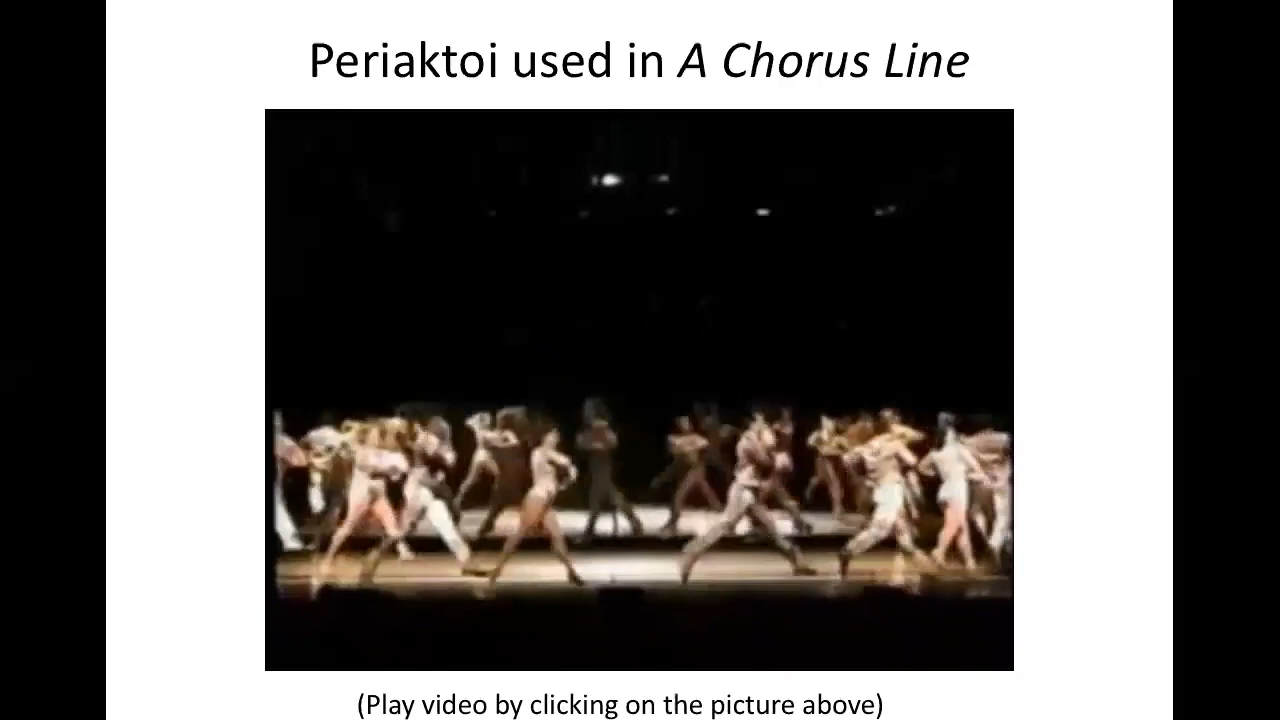 Periaktoi used in A Chorus Line
(Play video by clicking on the picture above)